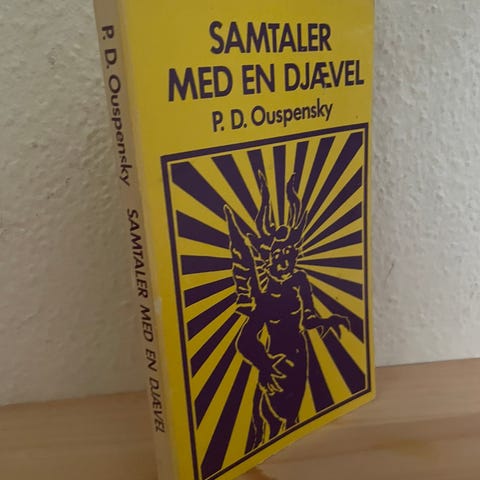 SAMTALER
MED EN DJÆVEL
P. D. Ouspensky
P. D. Ouspensky SAMTALER MED EN DJÆVEL